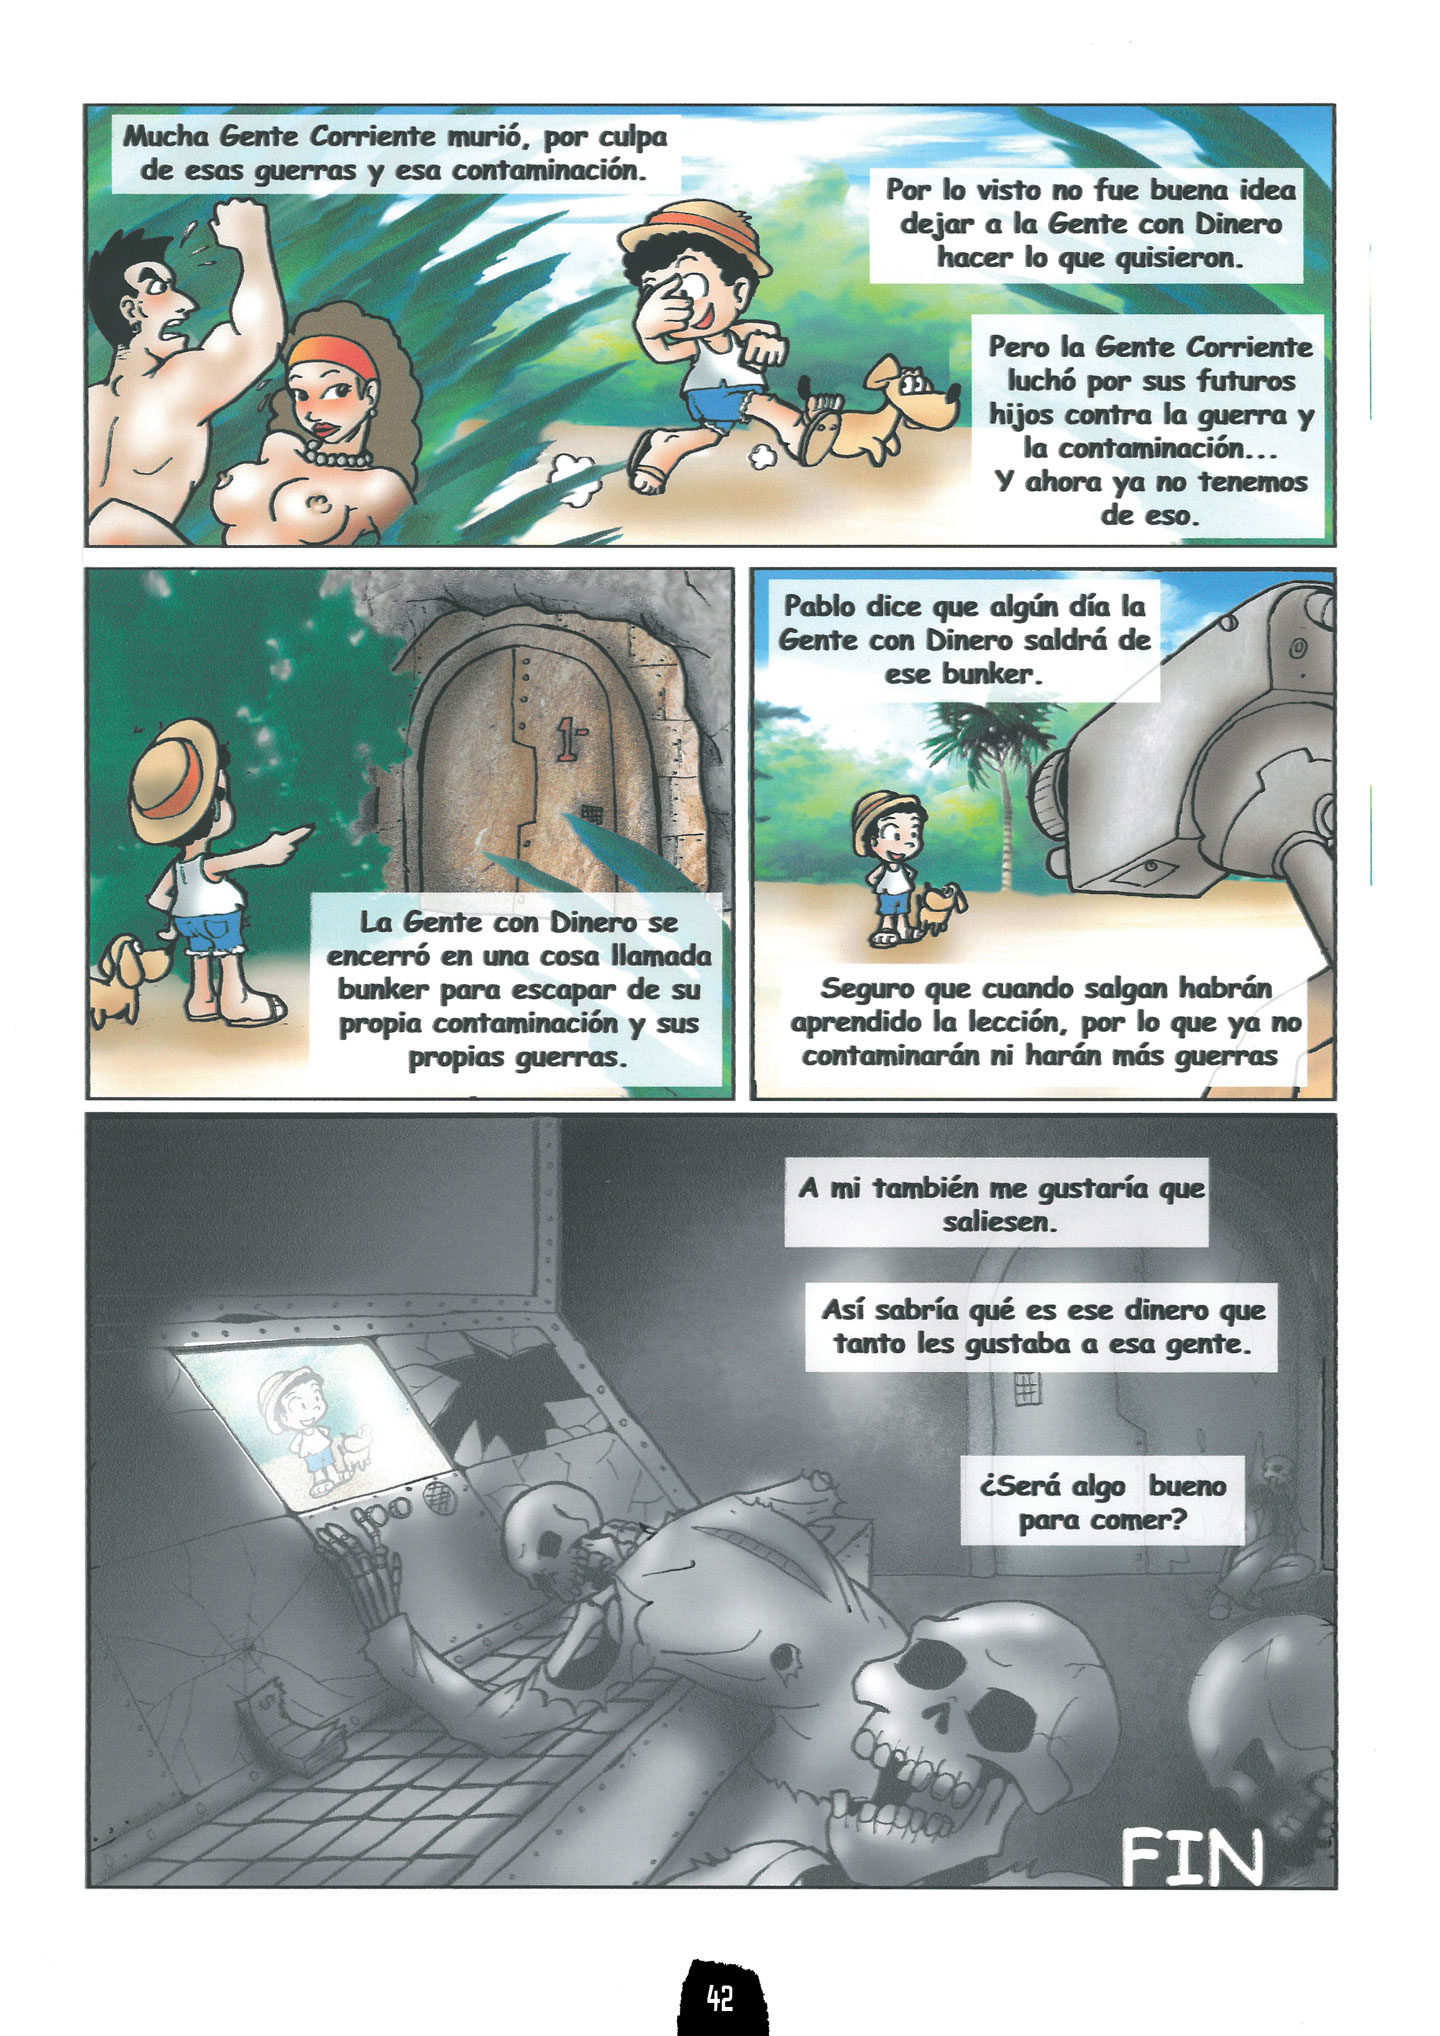 Mucha Gente Corriente murió, por culpa
de esas guerras y esa contaminación.
Por lo visto no fue buena idea
dejar a la Gente con Dinero
hacer lo que quisieron.
Pero la Gente Corriente
luchó por sus futuros
hijos contra la guerra y
la contaminación...
Y ahora ya no tenemos
de eso.
1-
La Gente con Dinero se
encerró en una cosa llamada
bunker para escapar de su
propia contaminación y sus
propias guerras.
Pablo dice que algún día la
Gente con Dinero saldrá de
ese bunker.
Seguro que cuando salgan habrán
aprendido la lección, por lo que ya no
contaminarán ni harán más guerras
A mi también me gustaría que
saliesen.
Así sabría qué es ese dinero que
tanto les gustaba a esa gente.
¿Será algo bueno
para comer?
$
FIN
42